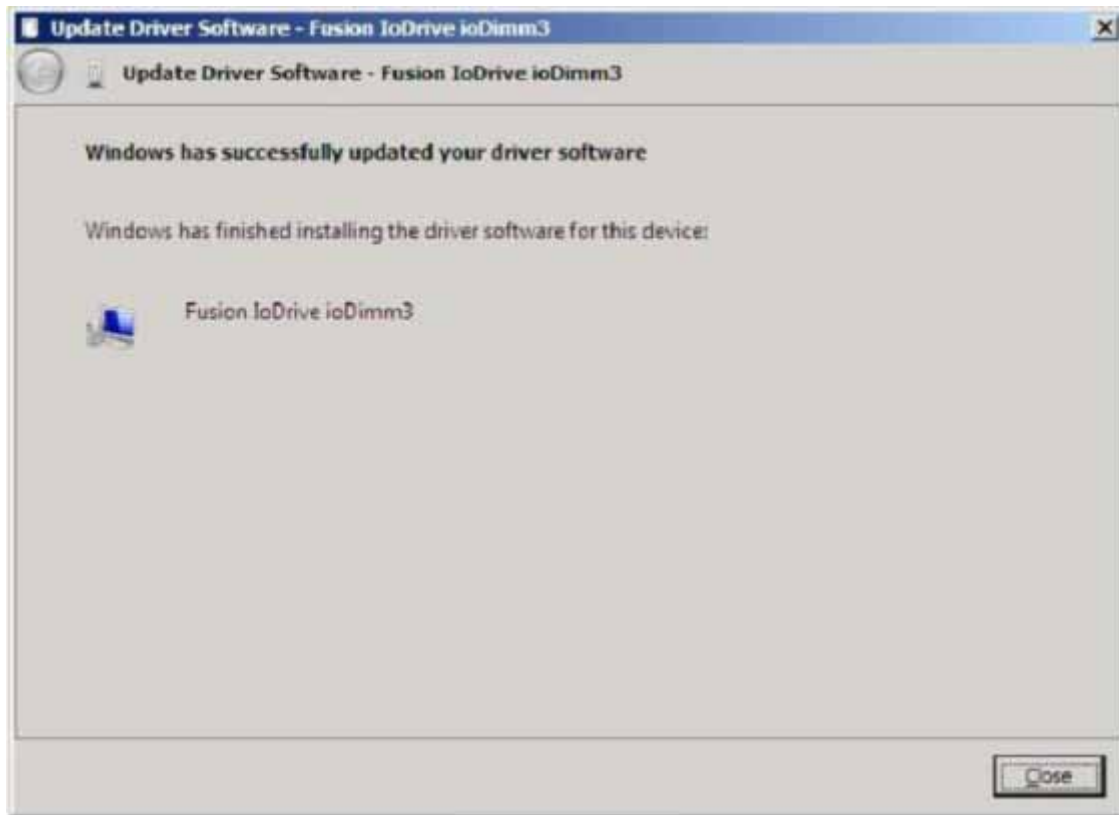 Update Driver Software - Fusion IoDrive ioDimm3
Update Driver Software - Fusion IoDrive ioDimm3
Windows has successfully updated your driver software
Windows has finished installing the driver software for this device:
Fusion IoDrive ioDimm3
Close